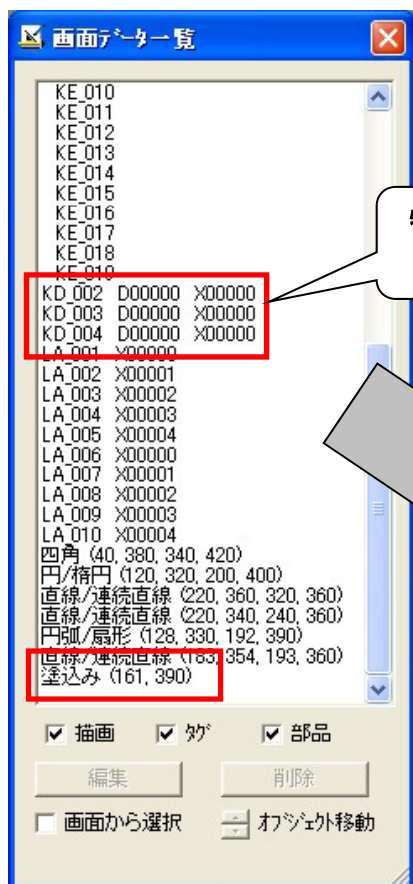 画面ﾃﾞｰﾀ一覧
KE_010
KE_011
KE_012
KE_013
KE_014
KE_015
KE_016
KE_017
KE_018
KE_019
KD_002 D00000 X00000
KD_003 D00000 X00000
KD_004 D00000 X00000
LA_001 X00000
LA_002 X00001
LA_003 X00002
LA_004 X00003
LA_005 X00004
LA_006 X00000
LA_007 X00001
LA_008 X00002
LA_009 X00003
LA_010 X00004
四角 (40, 380, 340, 420)
円/楕円 (120, 320, 200, 400)
直線/連続直線 (220, 360, 320, 360)
直線/連続直線 (220, 340, 240, 360)
円弧/扇形 (128, 330, 192, 390)
直線/連続直線 (183, 354, 193, 360)
塗込み (161, 390)
描画 ﾀｸﾞ 部品
編集 削除
画面から選択 ｵﾌﾞｼﾞｪｸﾄ移動